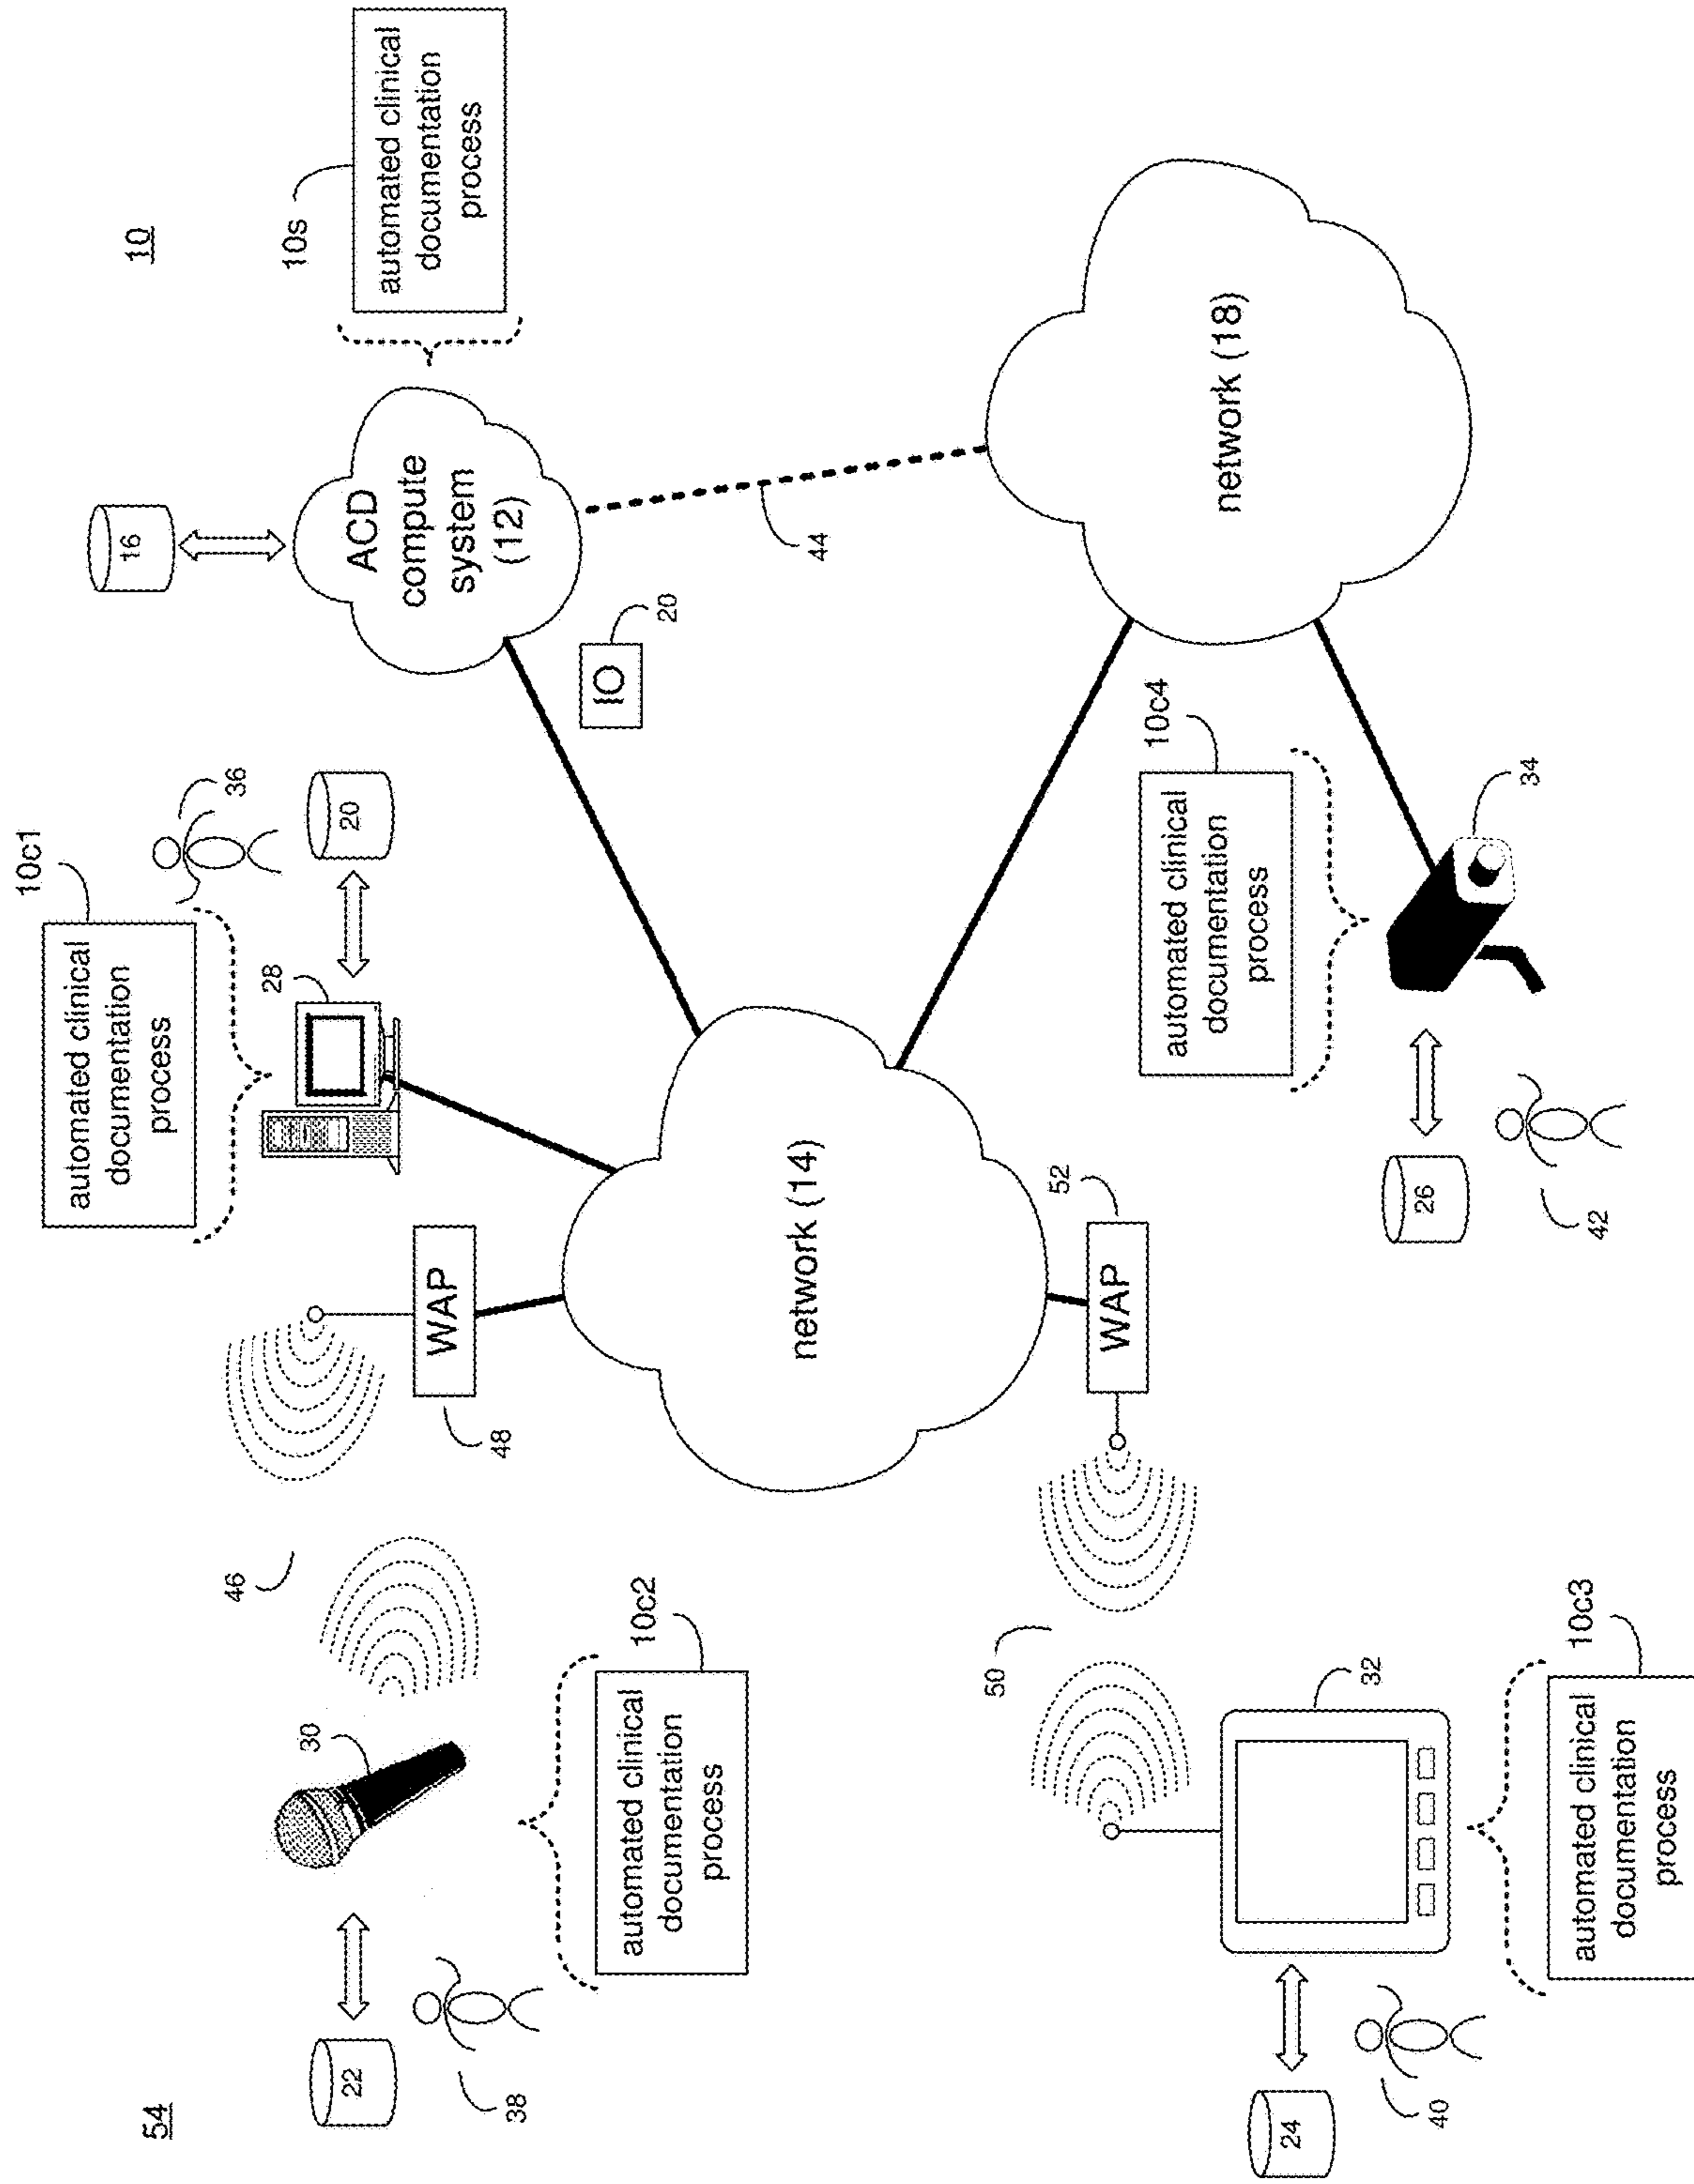 54
10
10c1
automated clinical
documentation
process
16
36
46
28
20
10s
automated clinical
documentation
process
22
30
ACD
compute
system
(12)
38
48
WAP
IO
20
10c2
automated clinical
documentation
process
network (14)
44
50
52
WAP
10c4
automated clinical
documentation
process
network (18)
24
32
26
34
40
42
10c3
automated clinical
documentation
process